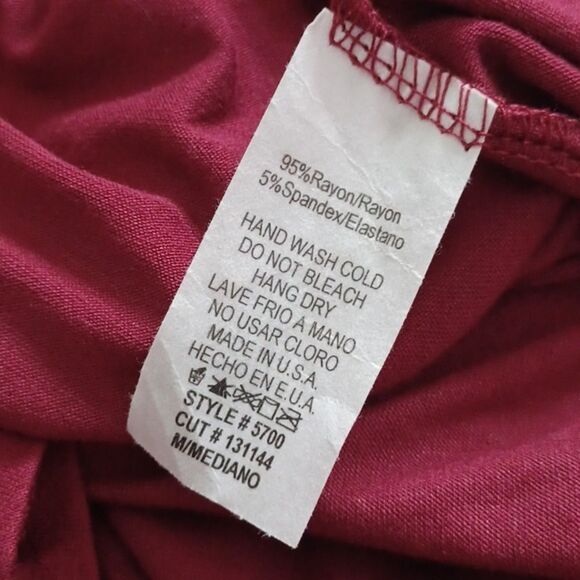 95%Rayon/Rayon
5%Spandex/Elastano
HAND WASH COLD
DO NOT BLEACH
HANG DRY
LAVE FRIO A MANO
NO USAR CLORO
MADE IN U.S.A.
HECHO EN E.U.A.
STYLE # 5700
CUT # 131144
M/MEDIANO